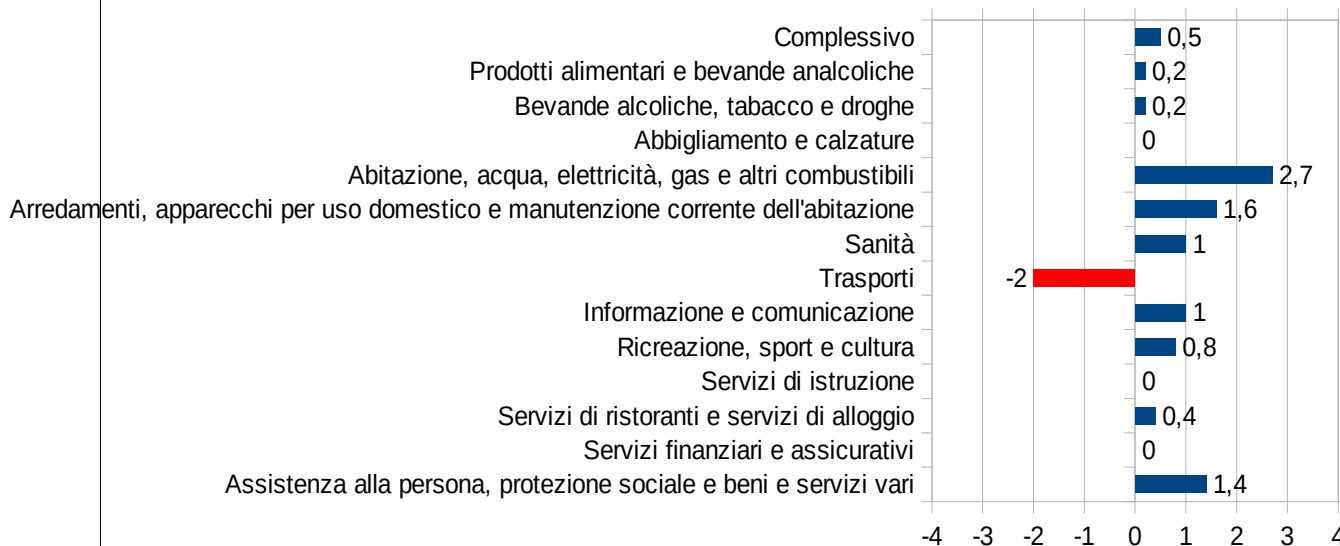 Complessivo 0,5
Prodotti alimentari e bevande analcoliche 0,2
Bevande alcoliche, tabacco e droghe 0,2
Abbigliamento e calzature 0
Abitazione, acqua, elettricità, gas e altri combustibili 2,7
Arredamenti, apparecchi per uso domestico e manutenzione corrente dell'abitazione 1,6
Sanità 1
Trasporti -2
Informazione e comunicazione 1
Ricreazione, sport e cultura 0,8
Servizi di istruzione 0
Servizi di ristoranti e servizi di alloggio 0,4
Servizi finanziari e assicurativi 0
Assistenza alla persona, protezione sociale e beni e servizi vari 1,4
-4 -3 -2 -1 0 1 2 3 4